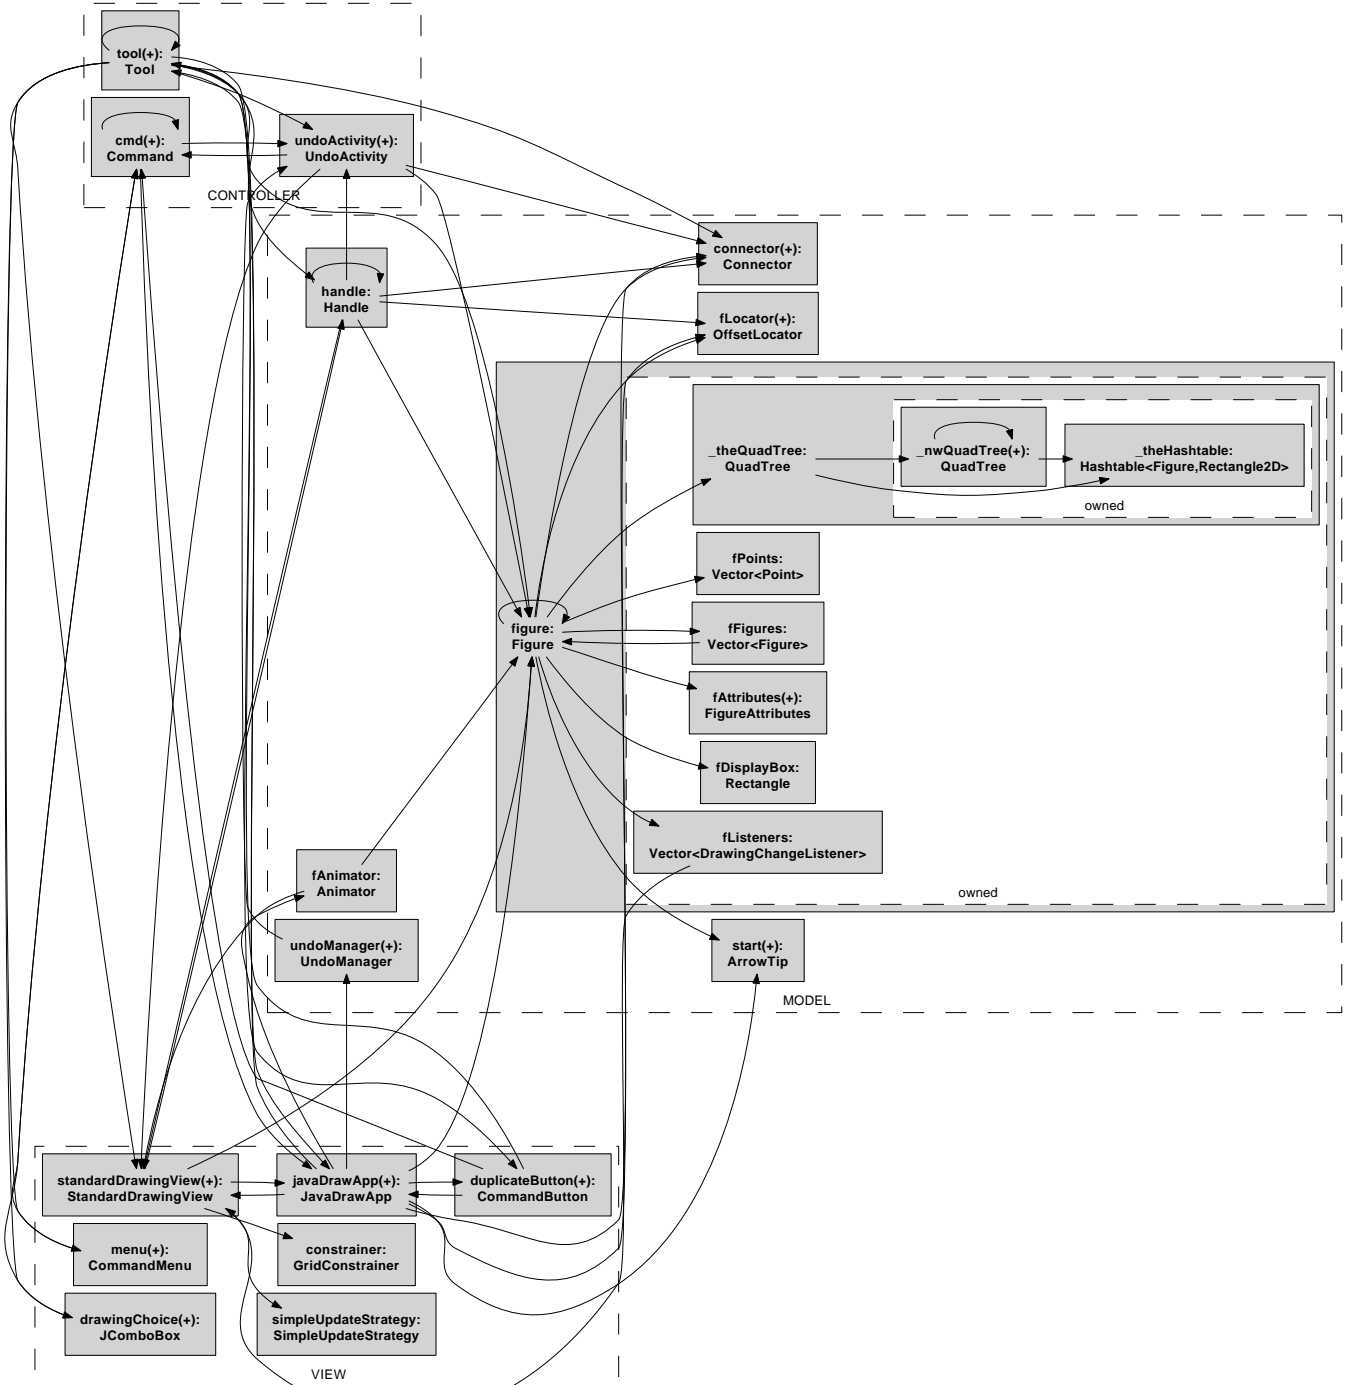 tool(+):
Tool
cmd(+):
Command
undoActivity(+):
UndoActivity
CONTROLLER
connector(+):
Connector
handle:
Handle
fLocator(+):
OffsetLocator
_theQuadTree:
QuadTree
_nwQuadTree(+):
QuadTree
_theHashtable:
Hashtable<Figure,Rectangle2D>
owned
fPoints:
Vector<Point>
figure:
Figure
fFigures:
Vector<Figure>
fAttributes(+):
FigureAttributes
fDisplayBox:
Rectangle
fListeners:
Vector<DrawingChangeListener>
owned
fAnimator:
Animator
undoManager(+):
UndoManager
start(+):
ArrowTip
MODEL
standardDrawingView(+):
StandardDrawingView
javaDrawApp(+):
JavaDrawApp
duplicateButton(+):
CommandButton
menu(+):
CommandMenu
constrainer:
GridConstrainer
drawingChoice(+):
JComboBox
simpleUpdateStrategy:
SimpleUpdateStrategy
VIEW